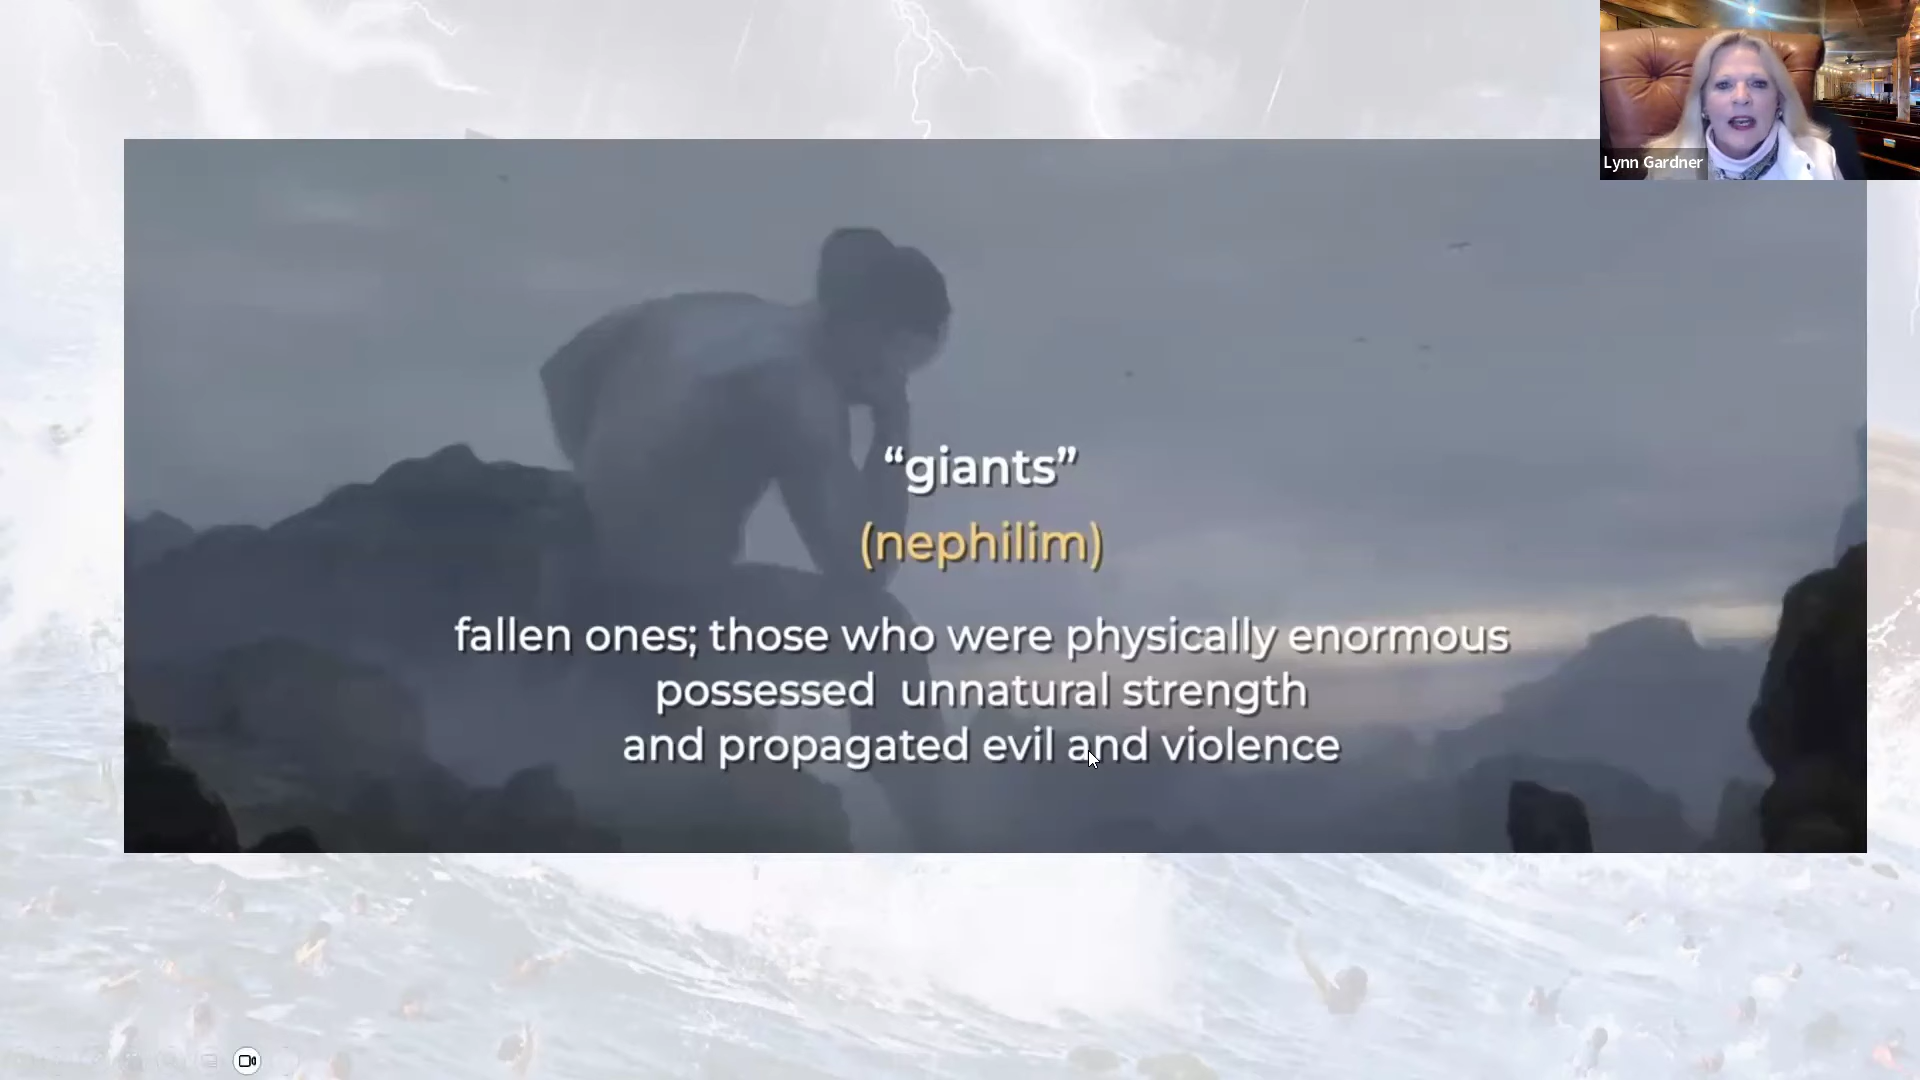 Lynn Gardner
“giants”
(nephilim)
fallen ones; those who were physically enormous
possessed  unnatural strength
and propagated evil and violence